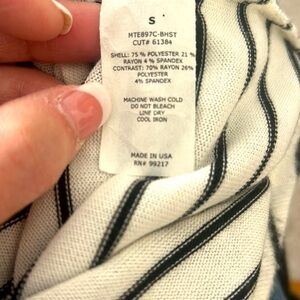 S
MTE897C-BHST
CUT# 61384
SHELL: 75 % POLYESTER 21 %
RAYON 4 % SPANDEX
CONTRAST: 70% RAYON 26%
POLYESTER
4% SPANDEX
MACHINE WASH COLD
DO NOT BLEACH
LINE DRY
COOL IRON
MADE IN USA
RN# 99217